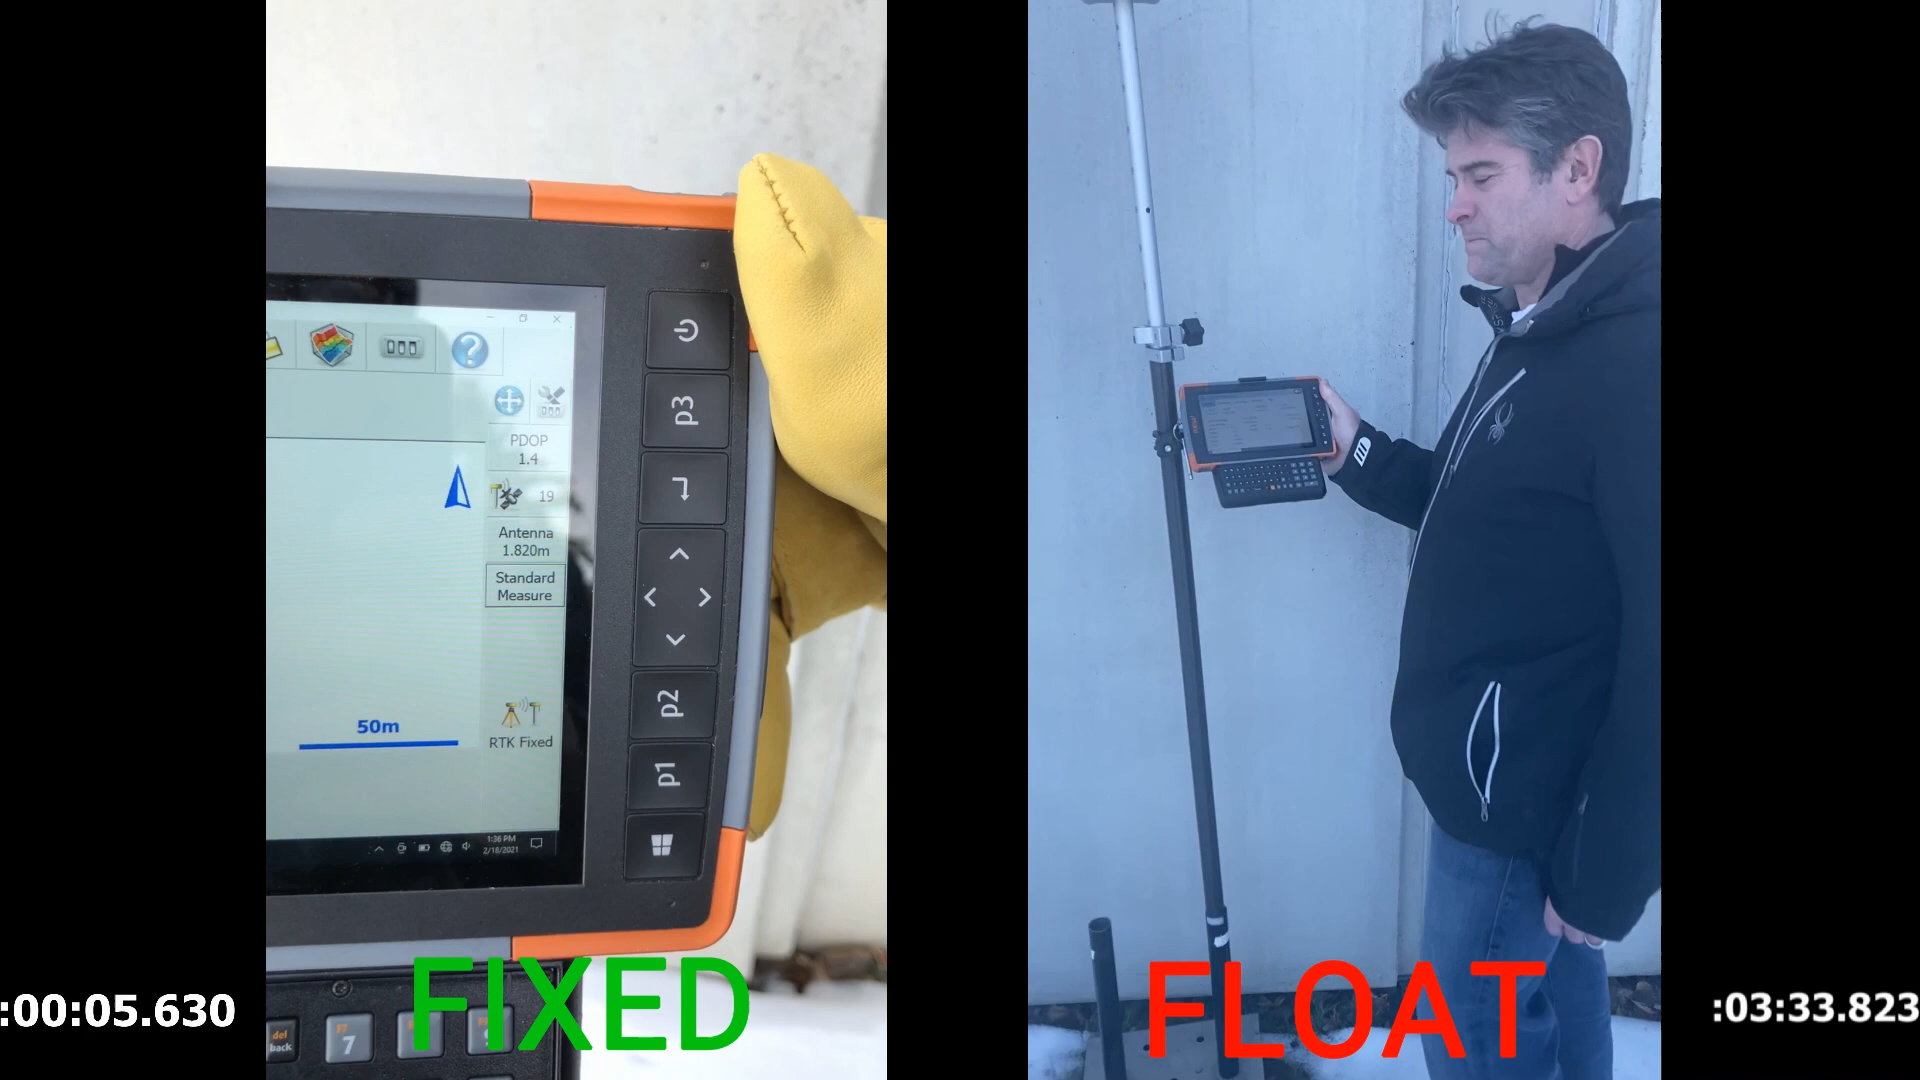 PDOP
1.4
19
Antenna
1.820m
Standard
Measure
50m
RTK Fixed
1:36 PM
2/18/2021
p3
p2
p1
del
back
F7
7
:00:05.630
FIXED
FLOAT
:03:33.823